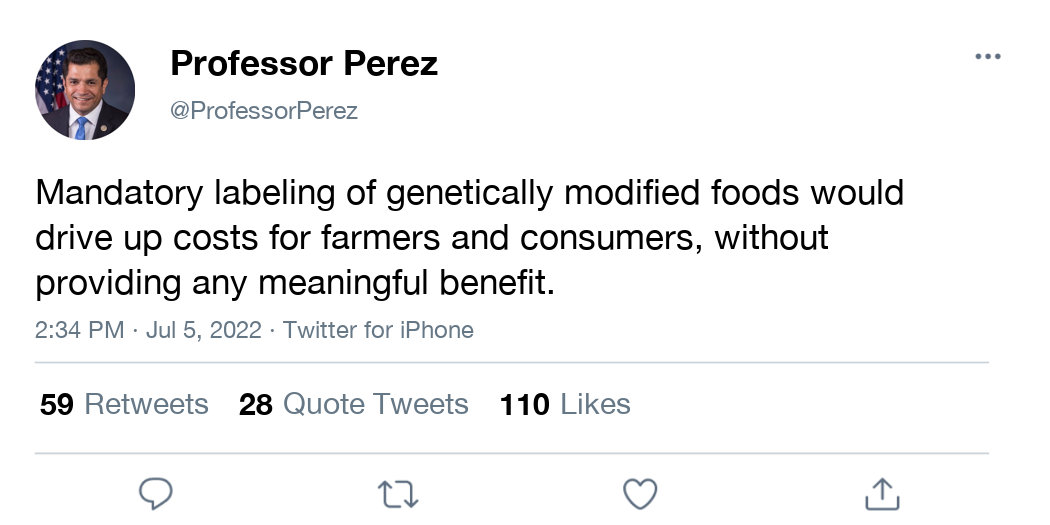 Professor Perez
@ProfessorPerez
Mandatory labeling of genetically modified foods would
drive up costs for farmers and consumers, without
providing any meaningful benefit.
2:34 PM · Jul 5, 2022 · Twitter for iPhone
59 Retweets 28 Quote Tweets 110 Likes